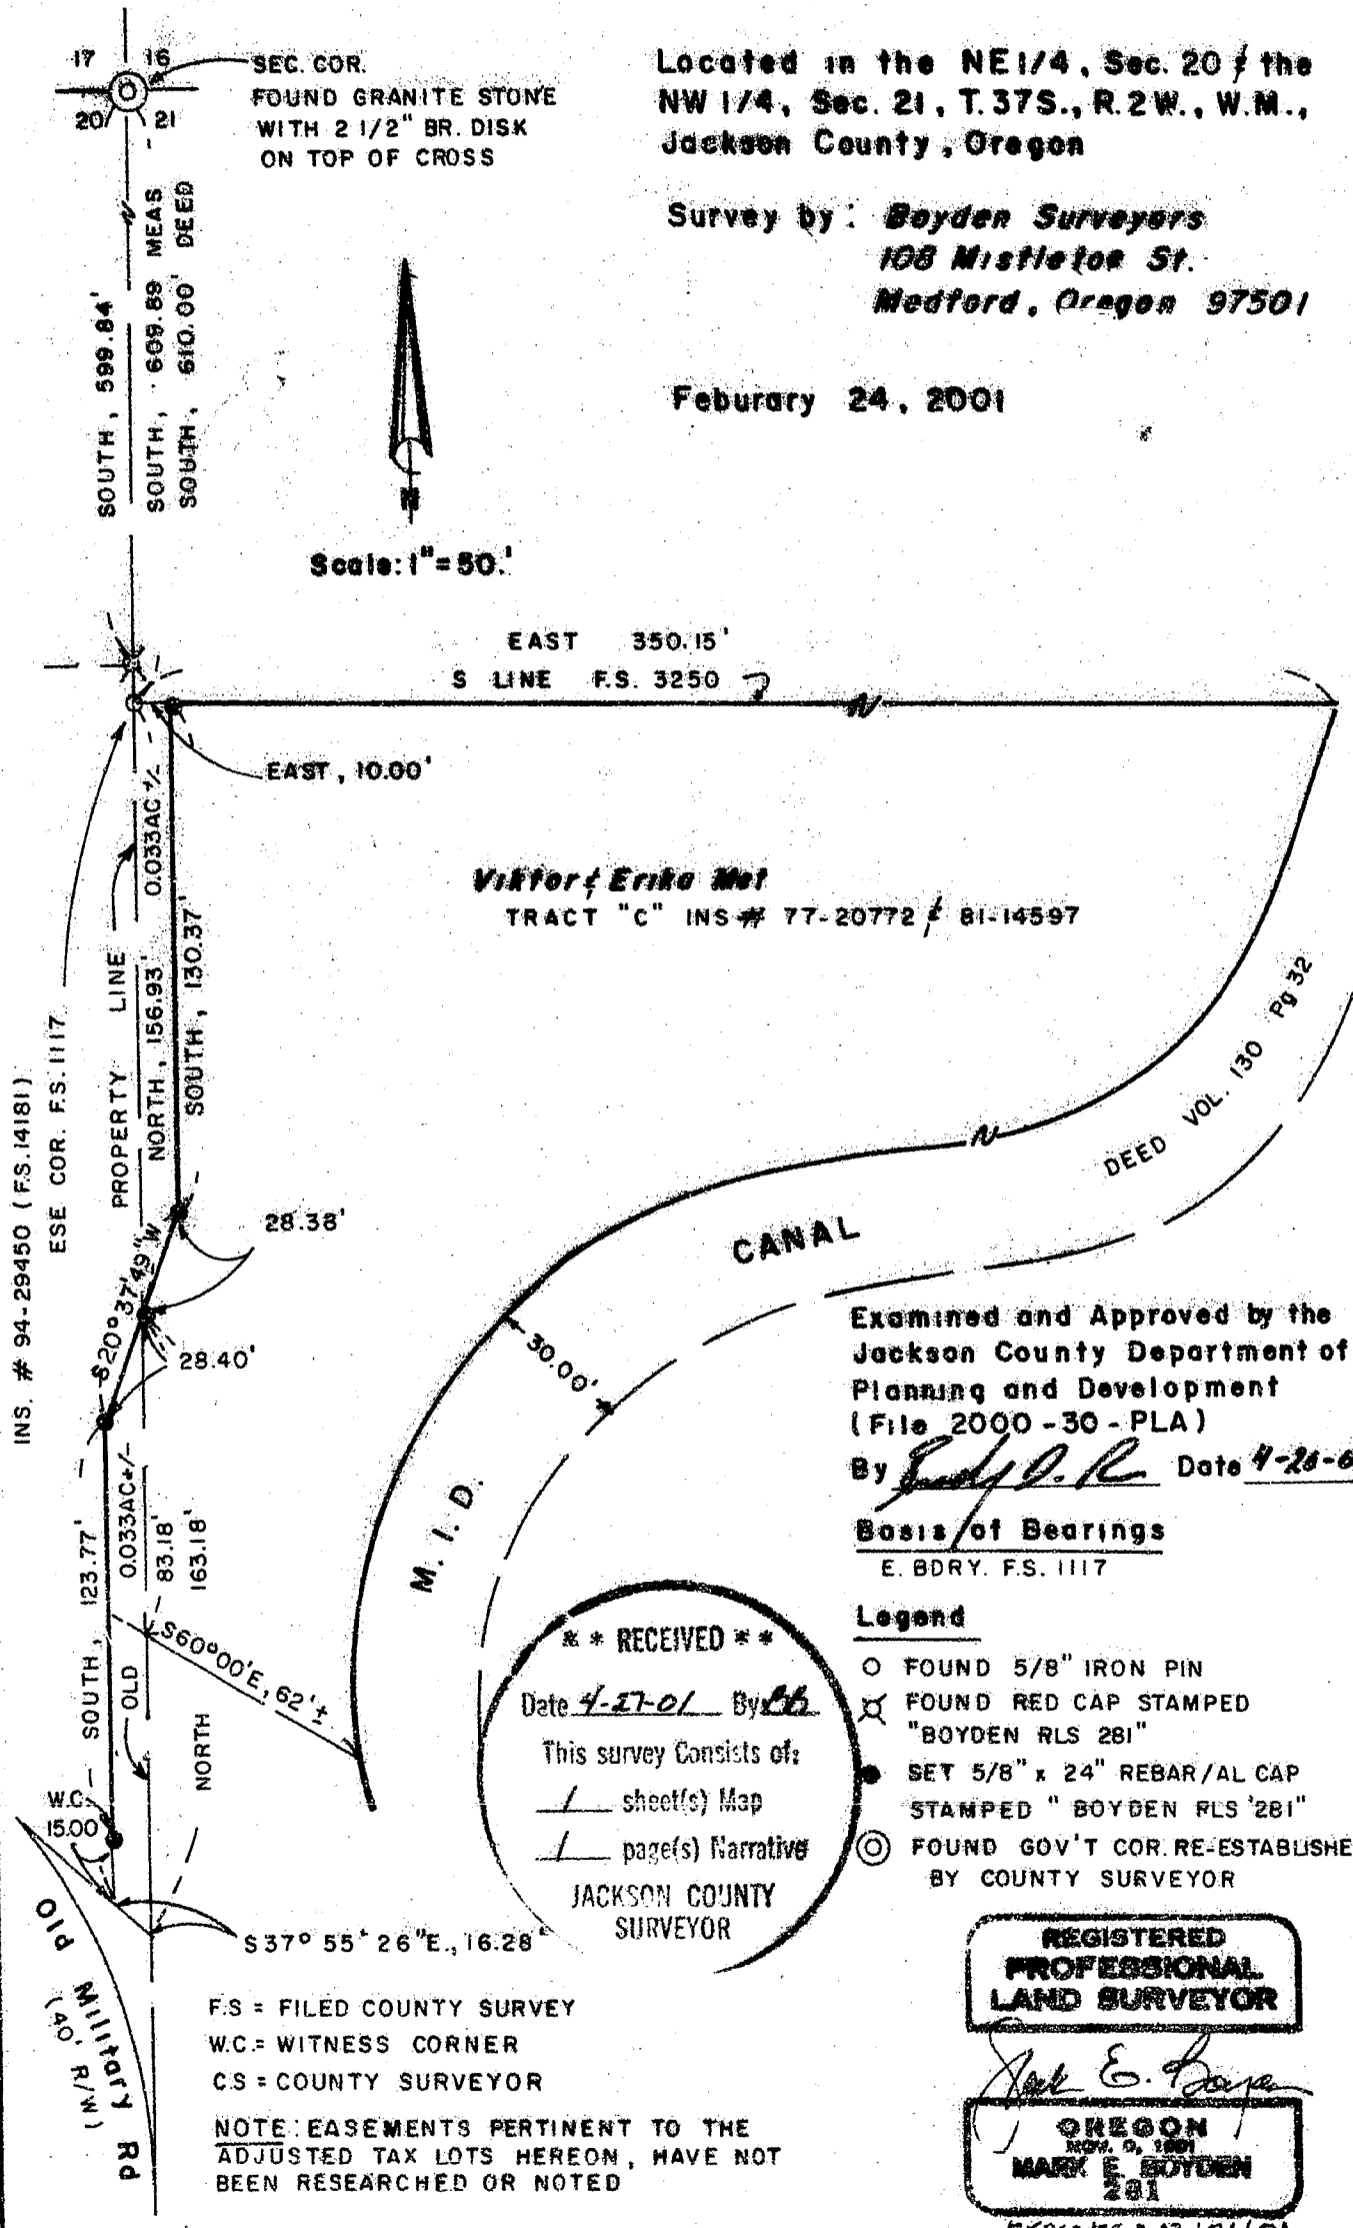 17 16
20 21
SEC. COR.
FOUND GRANITE STONE
WITH 2 1/2" BR. DISK
ON TOP OF CROSS
Located in the NE 1/4, Sec. 20 & the
NW 1/4, Sec. 21, T. 37S., R. 2W., W.M.,
Jackson County, Oregon
Survey by: Boyden Surveyors
108 Mistletoe St.
Medford, Oregon 97501
Feburary 24, 2001
SOUTH, 599.84'
SOUTH, 609.89 MEAS
SOUTH, 610.00' DEED
N
Scale: 1"=50.'
EAST 350.15'
S LINE F.S. 3250
EAST, 10.00'
0.033AC +/-
PROPERTY LINE
NORTH, 156.93'
SOUTH, 130.37'
Viktor & Erika Met
TRACT "C" INS # 77-20772 & 81-14597
INS. # 94-29450 (F.S. 14181)
ESE COR. F.S. 1117
DEED VOL. 130 Pg 32
28.38'
S20°37'49"W
28.40'
M. I. D. CANAL
30.00'
Examined and Approved by the
Jackson County Department of
Planning and Development
(File 2000-30-PLA)
By Date 4-26-
Basis of Bearings
E. BDRY. F.S. 1117
SOUTH, 123.77'
0.033AC+/-
83.18'
163.18'
OLD
NORTH
S60°00'E, 62'±
W.C.
15.00
S37° 55' 26"E., 16.28'
Old Military Rd
(40' R/W)
* * RECEIVED * *
Date 4-27-01 By BB
This survey Consists of:
1 sheet(s) Map
1 page(s) Narrative
JACKSON COUNTY
SURVEYOR
Legend
FOUND 5/8" IRON PIN
FOUND RED CAP STAMPED
"BOYDEN RLS 281"
SET 5/8" x 24" REBAR/AL CAP
STAMPED "BOYDEN RLS '281"
FOUND GOV'T COR. RE-ESTABLISHE
BY COUNTY SURVEYOR
F.S = FILED COUNTY SURVEY
W.C.= WITNESS CORNER
C.S = COUNTY SURVEYOR
NOTE: EASEMENTS PERTINENT TO THE
ADJUSTED TAX LOTS HEREON, HAVE NOT
BEEN RESEARCHED OR NOTED
REGISTERED
PROFESSIONAL
LAND SURVEYOR
OREGON
MARK E. BOYDEN
281